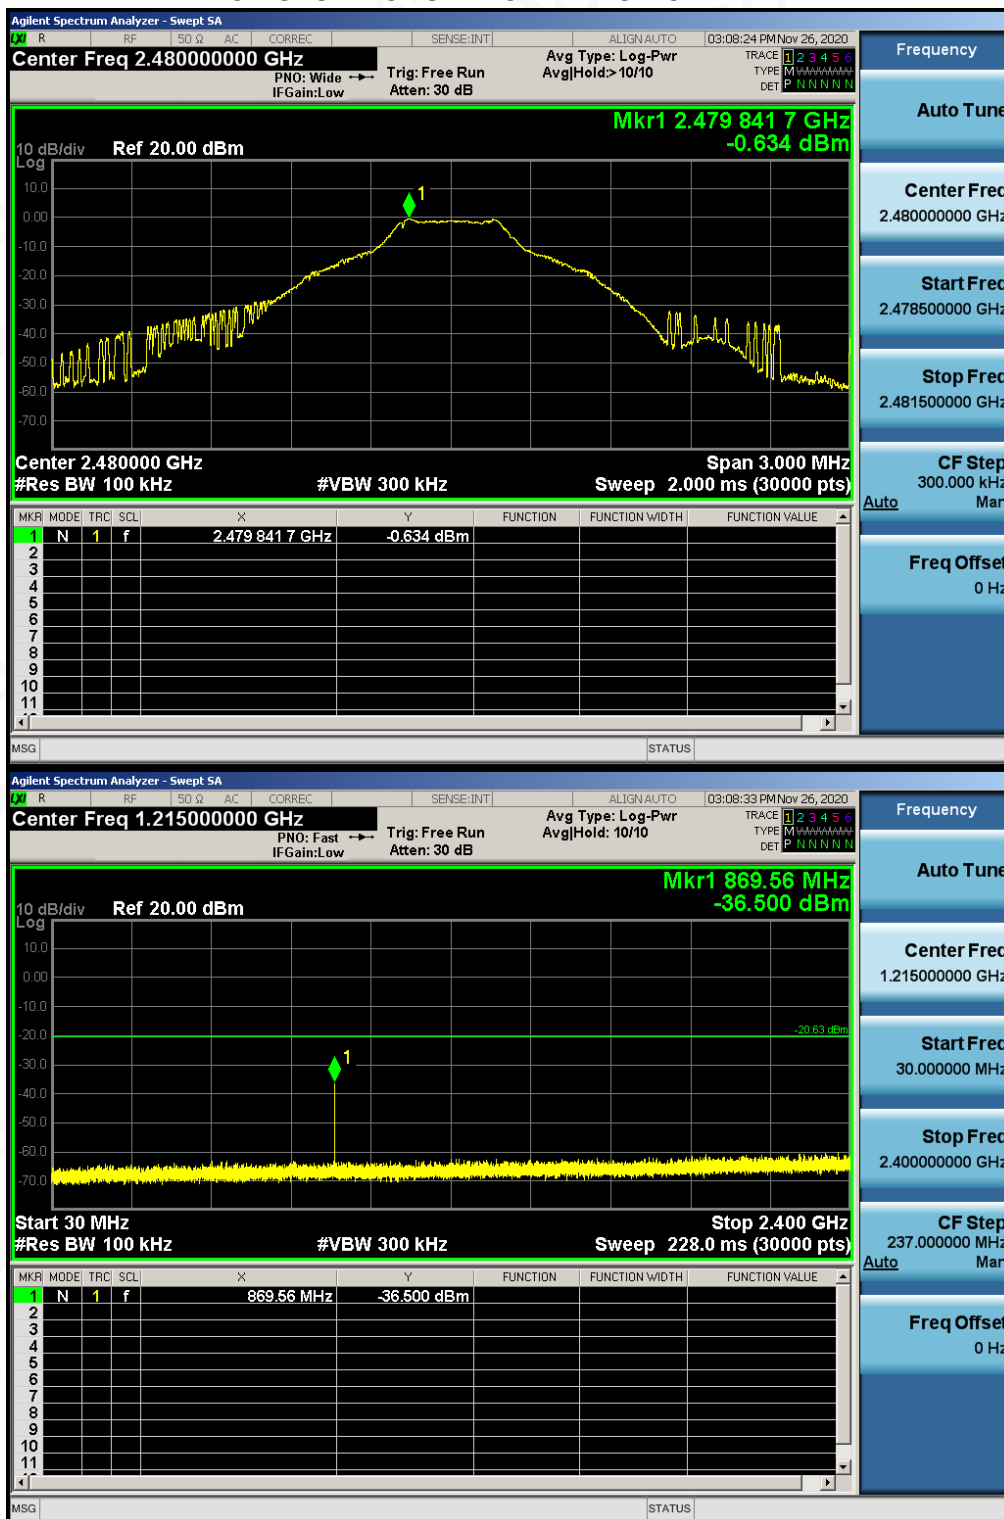 Agilent Spectrum Analyzer - Swept SA
LXI R RF 50 Ω AC CORREC SENSE:INT ALIGN AUTO 03:08:24 PM Nov 26, 2020
Center Freq 2.480000000 GHz
PNO: Wide
IFGain:Low
Trig: Free Run
Atten: 30 dB
Avg Type: Log-Pwr
Avg|Hold:>10/10
TRACE 1 2 3 4 5 6
TYPE M
DET P N N N N N
Mkr1 2.479 841 7 GHz
-0.634 dBm
10 dB/div Ref 20.00 dBm
Log
10.0
0.00
-10.0
-20.0
-30.0
-40.0
-50.0
-60.0
-70.0
1
Center 2.480000 GHz Span 3.000 MHz
#Res BW 100 kHz #VBW 300 kHz Sweep 2.000 ms (30000 pts)
MKR MODE TRC SCL X Y FUNCTION FUNCTION WIDTH FUNCTION VALUE
1 N 1 f 2.479 841 7 GHz -0.634 dBm
2
3
4
5
6
7
8
9
10
11
MSG STATUS
Frequency
Auto Tune
Center Freq
2.480000000 GHz
Start Freq
2.478500000 GHz
Stop Freq
2.481500000 GHz
CF Step
300.000 kHz
Auto Man
Freq Offset
0 Hz
Agilent Spectrum Analyzer - Swept SA
LXI R RF 50 Ω AC CORREC SENSE:INT ALIGN AUTO 03:08:33 PM Nov 26, 2020
Center Freq 1.215000000 GHz
PNO: Fast
IFGain:Low
Trig: Free Run
Atten: 30 dB
Avg Type: Log-Pwr
Avg|Hold: 10/10
TRACE 1 2 3 4 5 6
TYPE M
DET P N N N N N
Mkr1 869.56 MHz
-36.500 dBm
10 dB/div Ref 20.00 dBm
Log
10.0
0.00
-10.0
-20.0
-30.0
-40.0
-50.0
-60.0
-70.0
-20.63 dBm
1
Start 30 MHz Stop 2.400 GHz
#Res BW 100 kHz #VBW 300 kHz Sweep 228.0 ms (30000 pts)
MKR MODE TRC SCL X Y FUNCTION FUNCTION WIDTH FUNCTION VALUE
1 N 1 f 869.56 MHz -36.500 dBm
2
3
4
5
6
7
8
9
10
11
MSG STATUS
Frequency
Auto Tune
Center Freq
1.215000000 GHz
Start Freq
30.000000 MHz
Stop Freq
2.400000000 GHz
CF Step
237.000000 MHz
Auto Man
Freq Offset
0 Hz